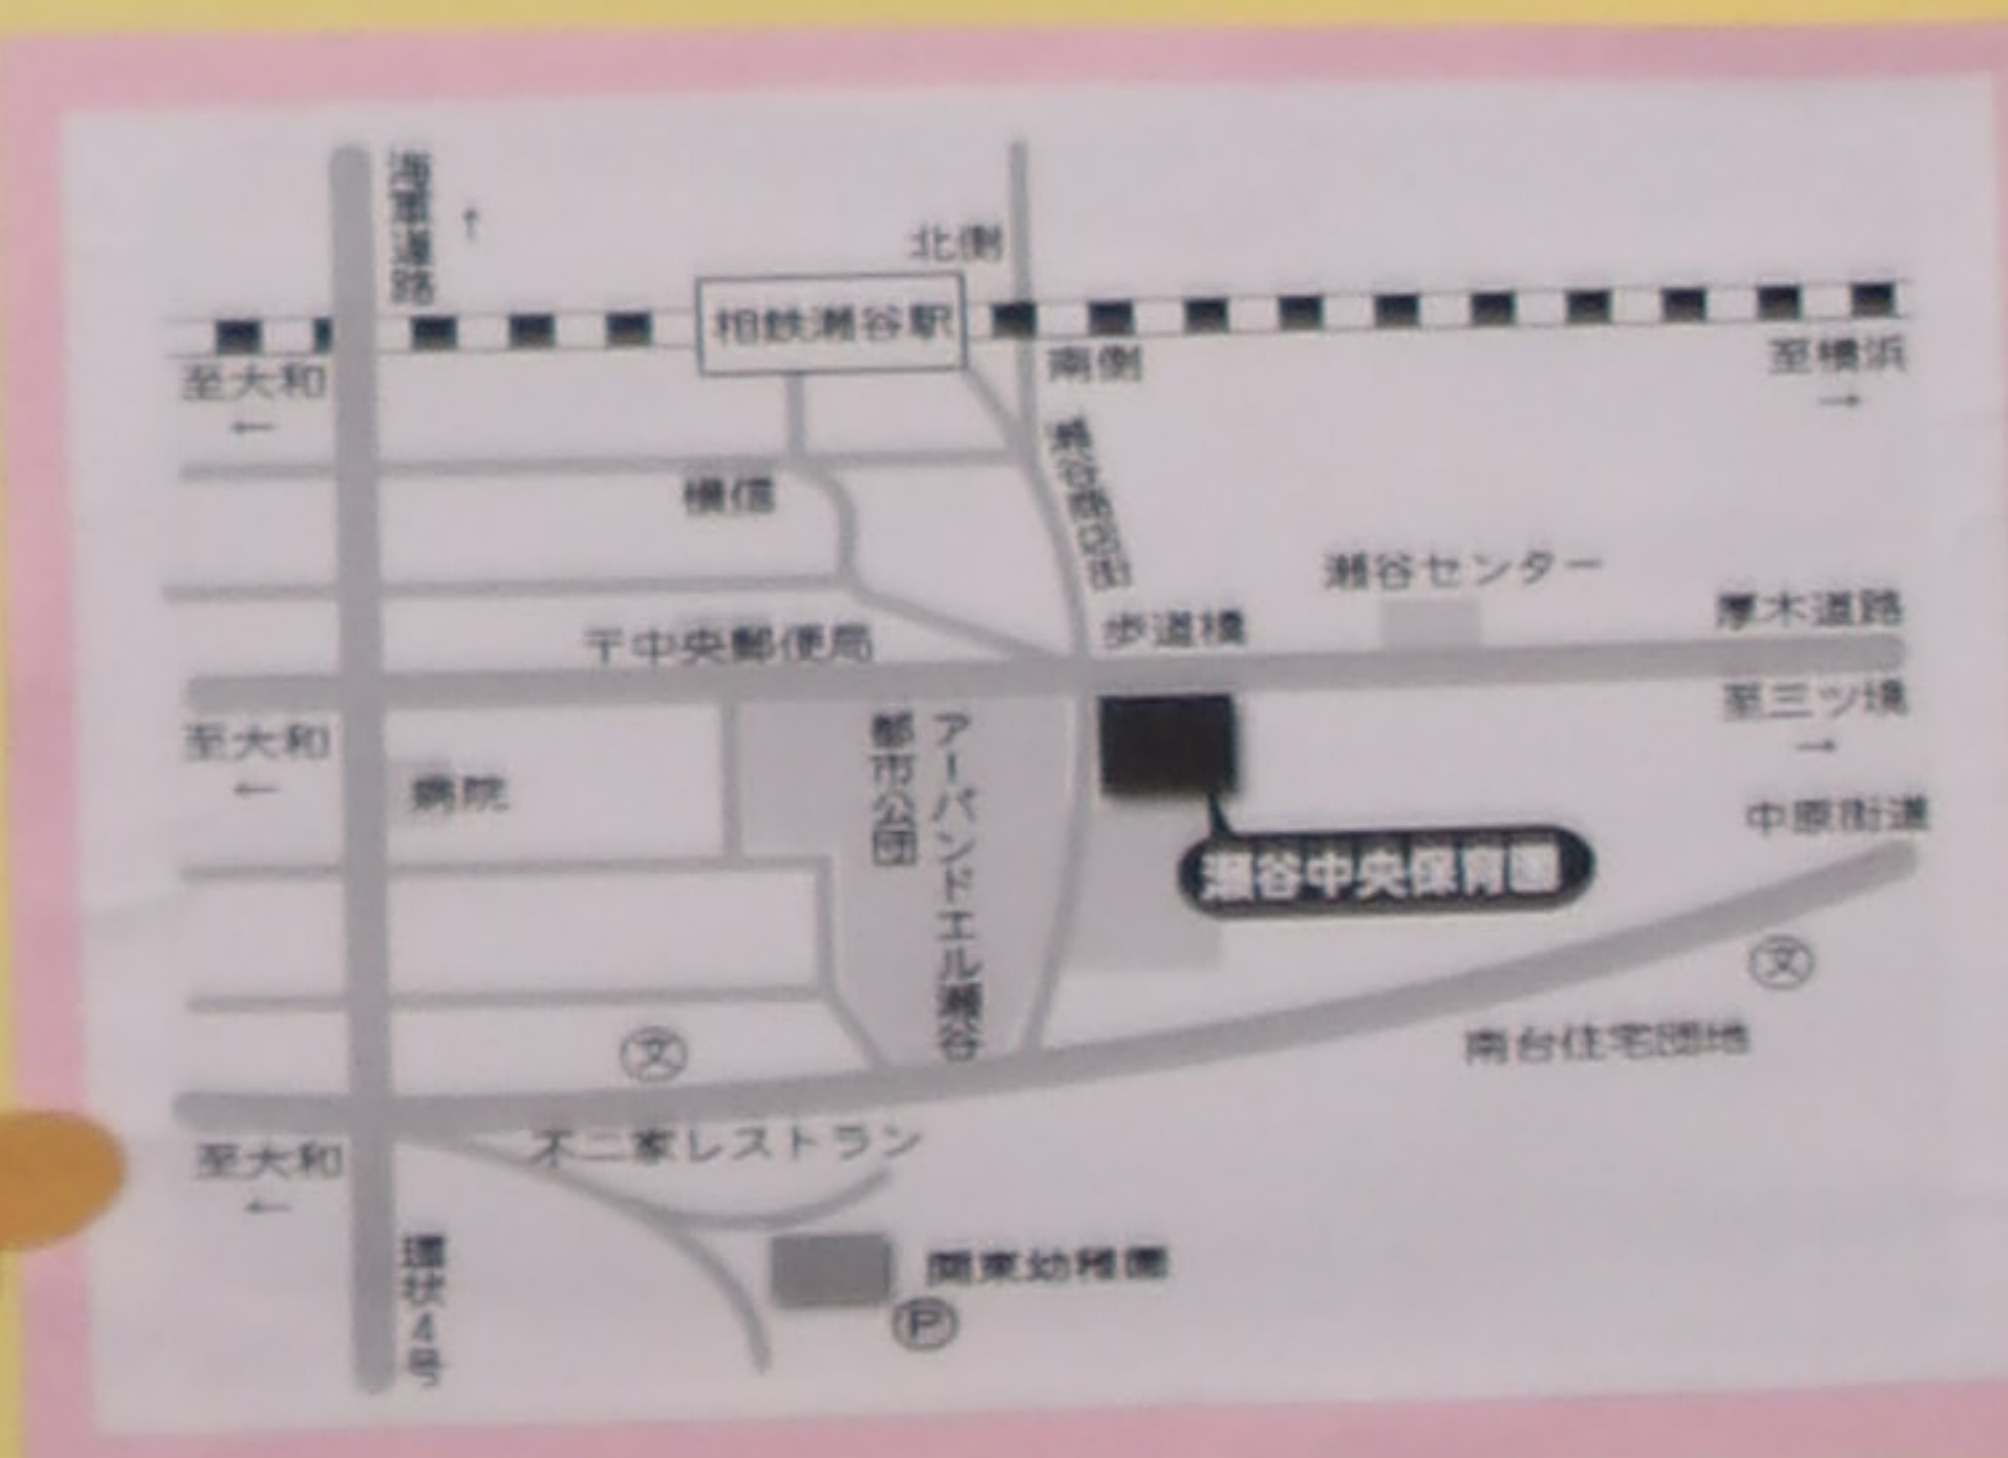 海軍道路
↑
北側
相鉄瀬谷駅
南側
至大和
←
至横浜
→
横信
瀬谷商店街
瀬谷センター
歩道橋
厚木道路
〒中央郵便局
至大和
←
至三ツ境
→
病院
都市公団
アーバンドエル瀬谷
瀬谷中央保育園
中原街道
文
文
南台住宅団地
不二家レストラン
至大和
←
環状4号
関東幼稚園
P